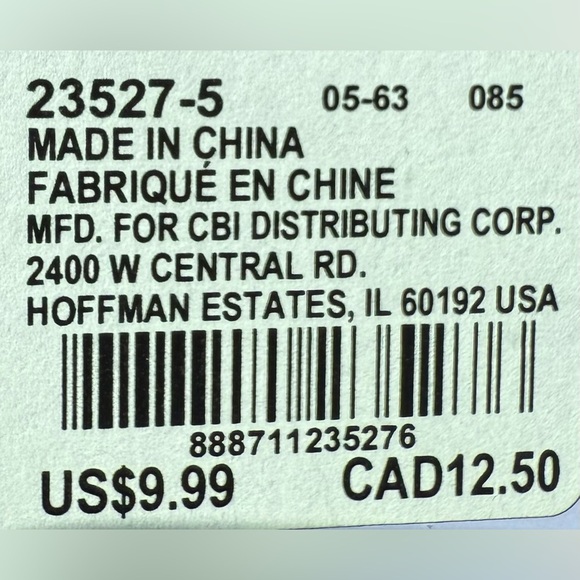 23527-5 05-63 085
MADE IN CHINA
FABRIQUÉ EN CHINE
MFD. FOR CBI DISTRIBUTING CORP.
2400 W CENTRAL RD.
HOFFMAN ESTATES, IL 60192 USA
888711235276
US$9.99 CAD12.50